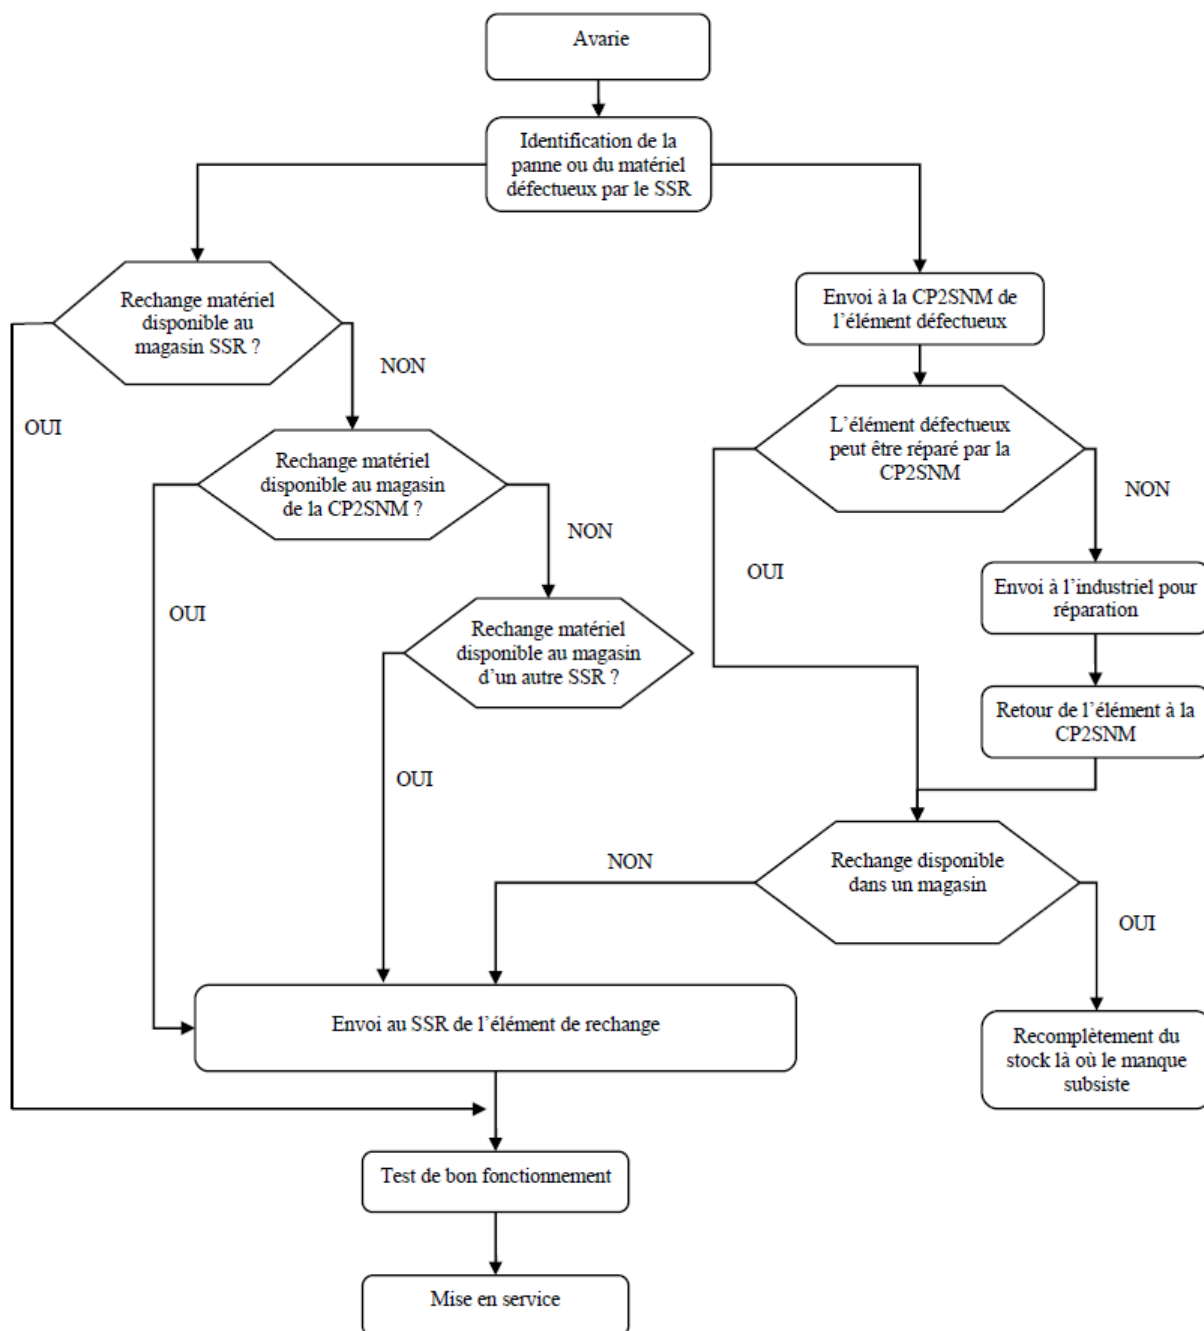 Avarie
Identification de la
panne ou du matériel
défectueux par le SSR
Rechange matériel
disponible au
magasin SSR ?
Envoi à la CP2SNM de
l'élément défectueux
NON
OUI
L'élément défectueux
peut être réparé par la
CP2SNM
Rechange matériel
disponible au magasin
de la CP2SNM ?
NON
NON
OUI
OUI
Envoi à l'industriel pour
réparation
Rechange matériel
disponible au magasin
d'un autre SSR ?
Retour de l'élément à la
CP2SNM
OUI
NON
Rechange disponible
dans un magasin
OUI
Envoi au SSR de l'élément de rechange
Recomplètement du
stock là où le manque
subsiste
Test de bon fonctionnement
Mise en service